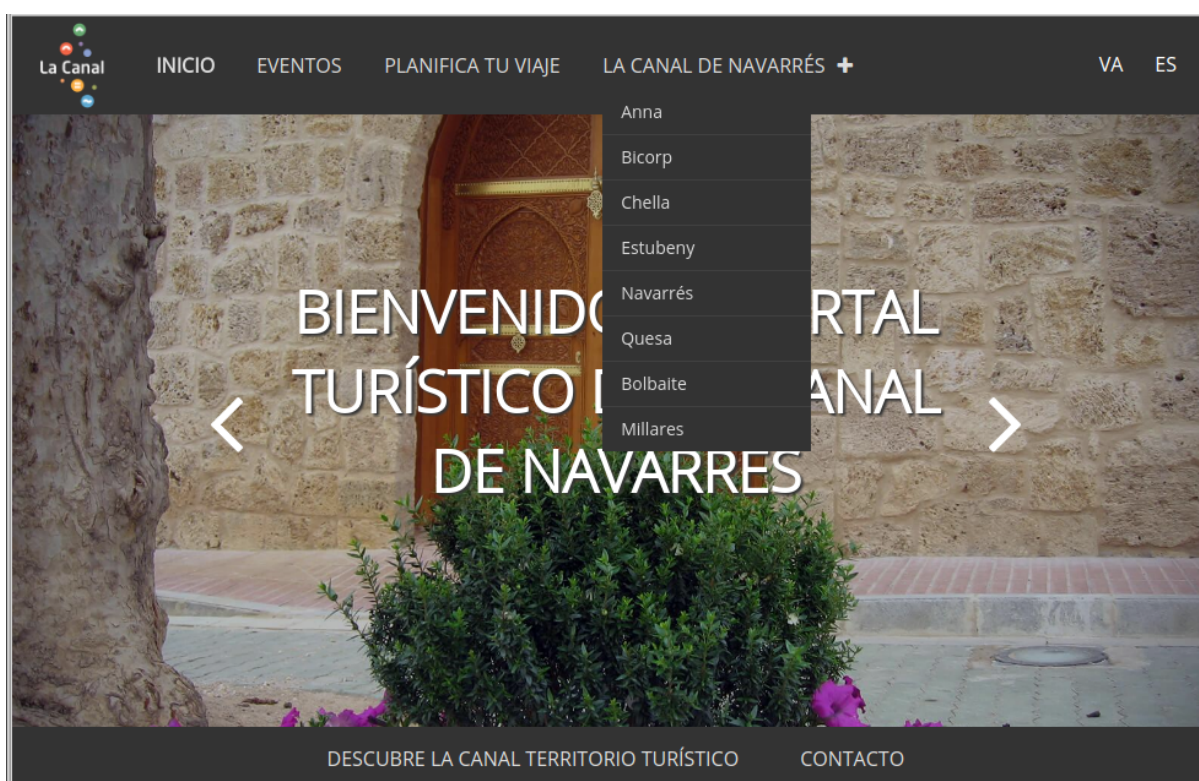 La Canal
INICIO EVENTOS PLANIFICA TU VIAJE LA CANAL DE NAVARRÉS + VA ES
Anna
Bicorp
Chella
Estubeny
Navarrés
Quesa
Bolbaite
Millares
BIENVENIDO RTAL
TURÍSTICO ANAL
DE NAVARRES
DESCUBRE LA CANAL TERRITORIO TURÍSTICO CONTACTO